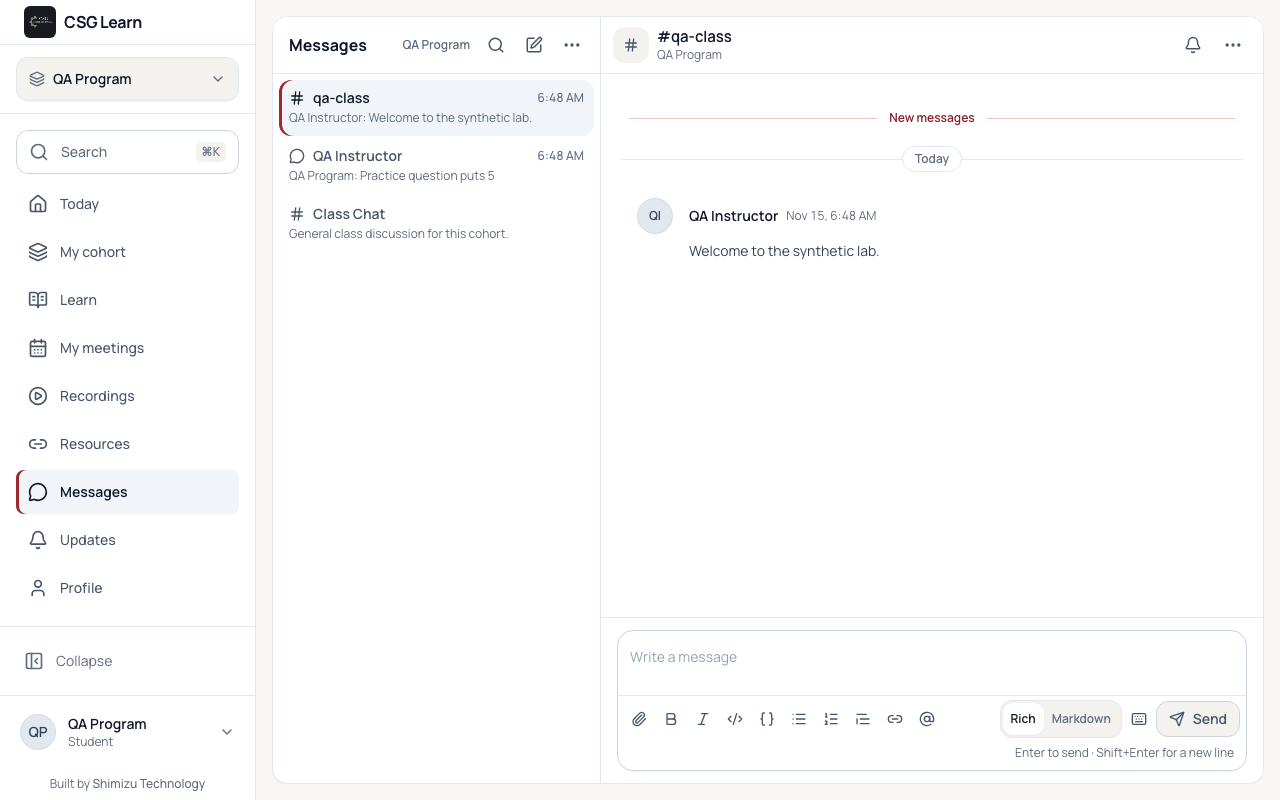 CSG Learn
QA Program
Search ⌘K
Today
My cohort
Learn
My meetings
Recordings
Resources
Messages
Updates
Profile
Collapse
QP
QA Program
Student
Built by Shimizu Technology
Messages QA Program
# qa-class 6:48 AM
QA Instructor: Welcome to the synthetic lab.
QA Instructor 6:48 AM
QA Program: Practice question puts 5
# Class Chat
General class discussion for this cohort.
# #qa-class
QA Program
New messages
Today
QI QA Instructor Nov 15, 6:48 AM
Welcome to the synthetic lab.
Write a message
Rich Markdown Send
Enter to send · Shift+Enter for a new line